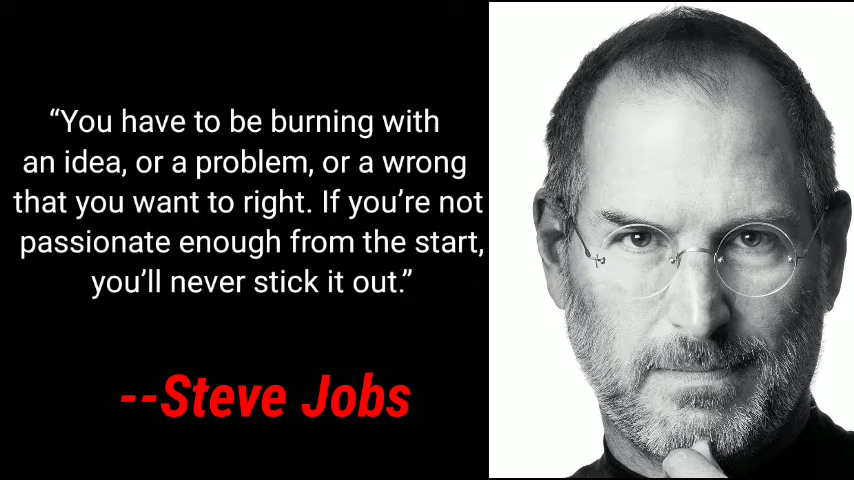 “You have to be burning with
an idea, or a problem, or a wrong
that you want to right. If you’re not
passionate enough from the start,
you’ll never stick it out.”
--Steve Jobs